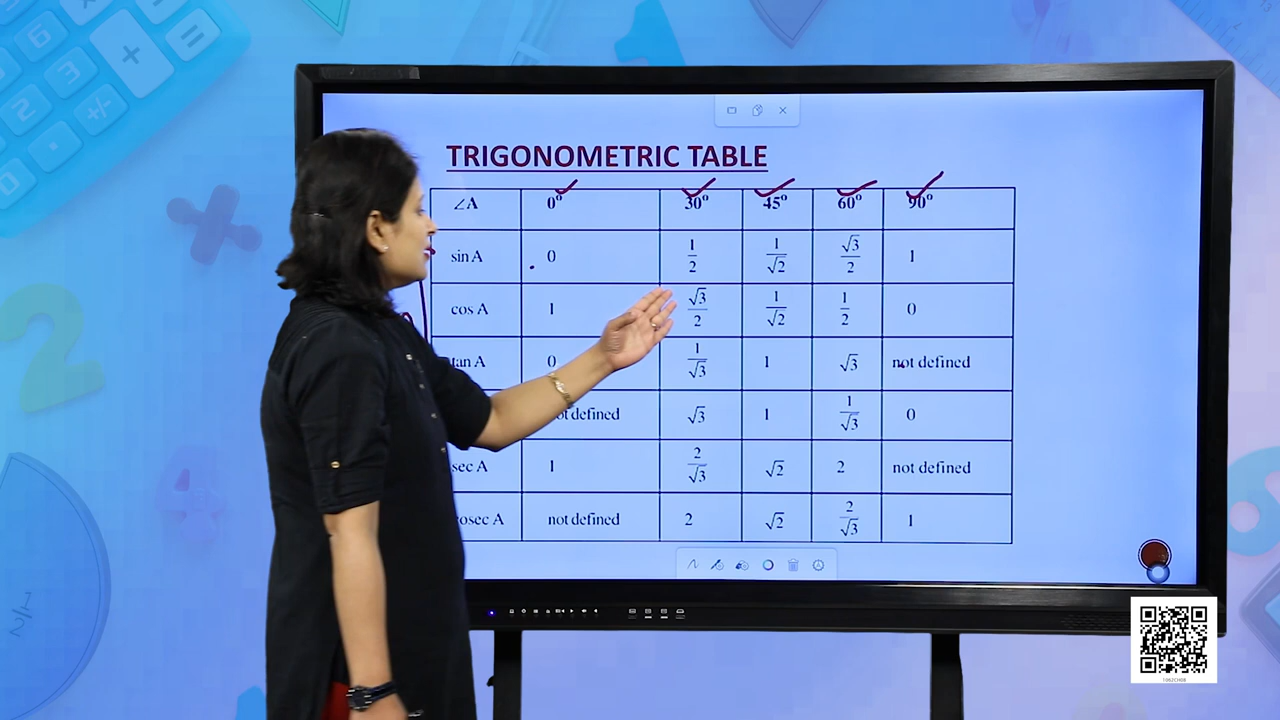 TRIGONOMETRIC TABLE
∠A 0° 30° 45° 60° 90°
sin A 0 1/2 1/√2 √3/2 1
cos A 1 √3/2 1/√2 1/2 0
tan A 0 1/√3 1 √3 not defined
defined √3 1 1/√3 0
sec A 1 2/√3 √2 2 not defined
cosec A not defined 2 √2 2/√3 1